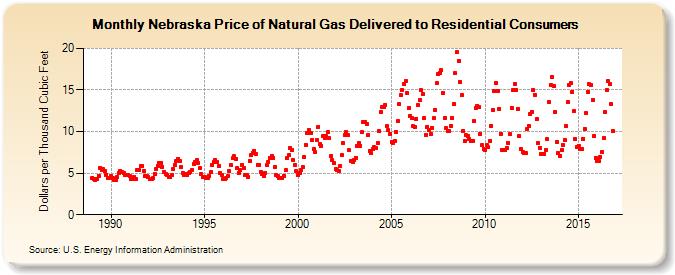 Monthly Nebraska Price of Natural Gas Delivered to Residential Consumers
Dollars per Thousand Cubic Feet
20
15
10
5
0
1990 1995 2000 2005 2010 2015
Source: U.S. Energy Information Administration